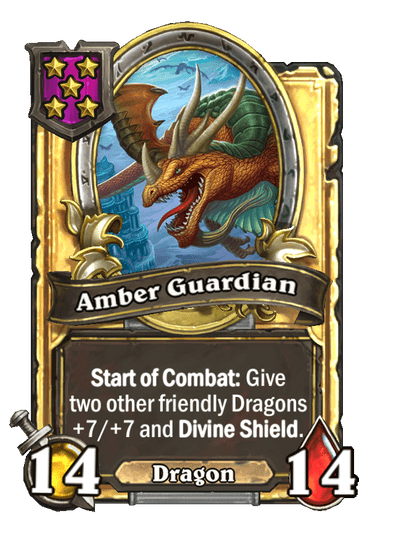 Amber Guardian
Start of Combat: Give
two other friendly Dragons
+7/+7 and Divine Shield.
14
Dragon
14